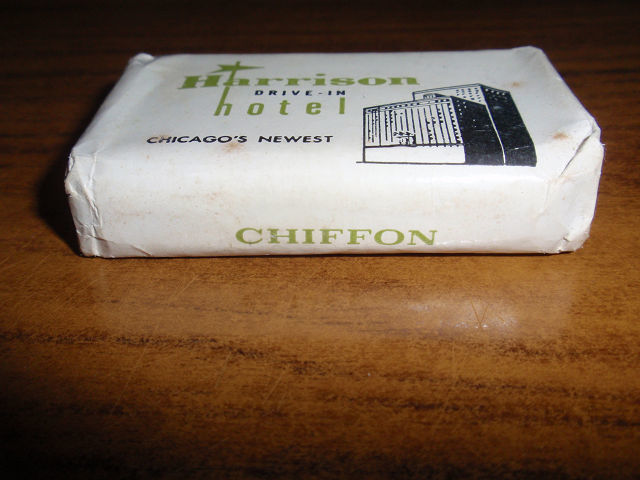 Harrison
DRIVE-IN
hotel
CHICAGO'S NEWEST
CHIFFON